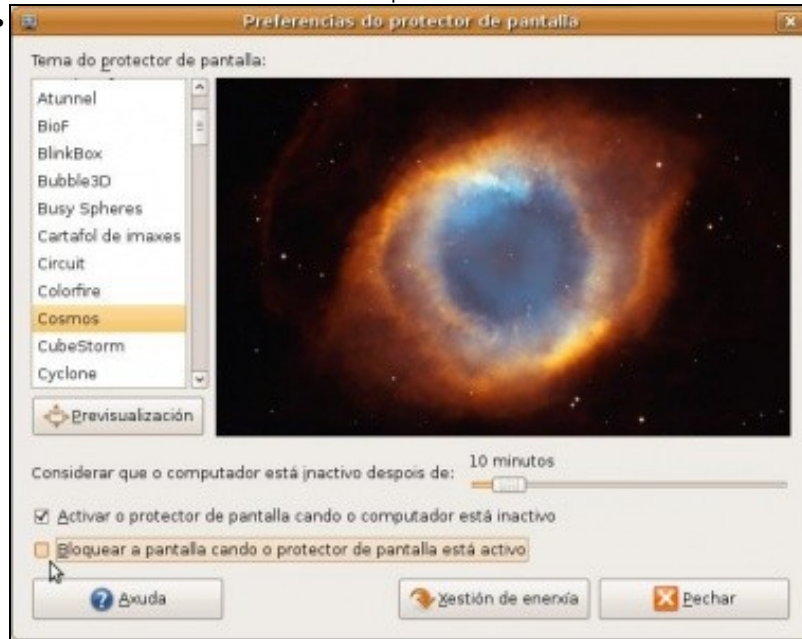 Preferencias do protector de pantalla
Tema do protector de pantalla:
Atunnel
BioF
BlinkBox
Bubble3D
Busy Spheres
Cartafol de imaxes
Circuit
Colorfire
Cosmos
CubeStorm
Cyclone
Previsualización
Considerar que o computador está inactivo despois de:
10 minutos
Activar o protector de pantalla cando o computador está inactivo
Bloquear a pantalla cando o protector de pantalla está activo
Axuda
Xestión de enerxía
Pechar